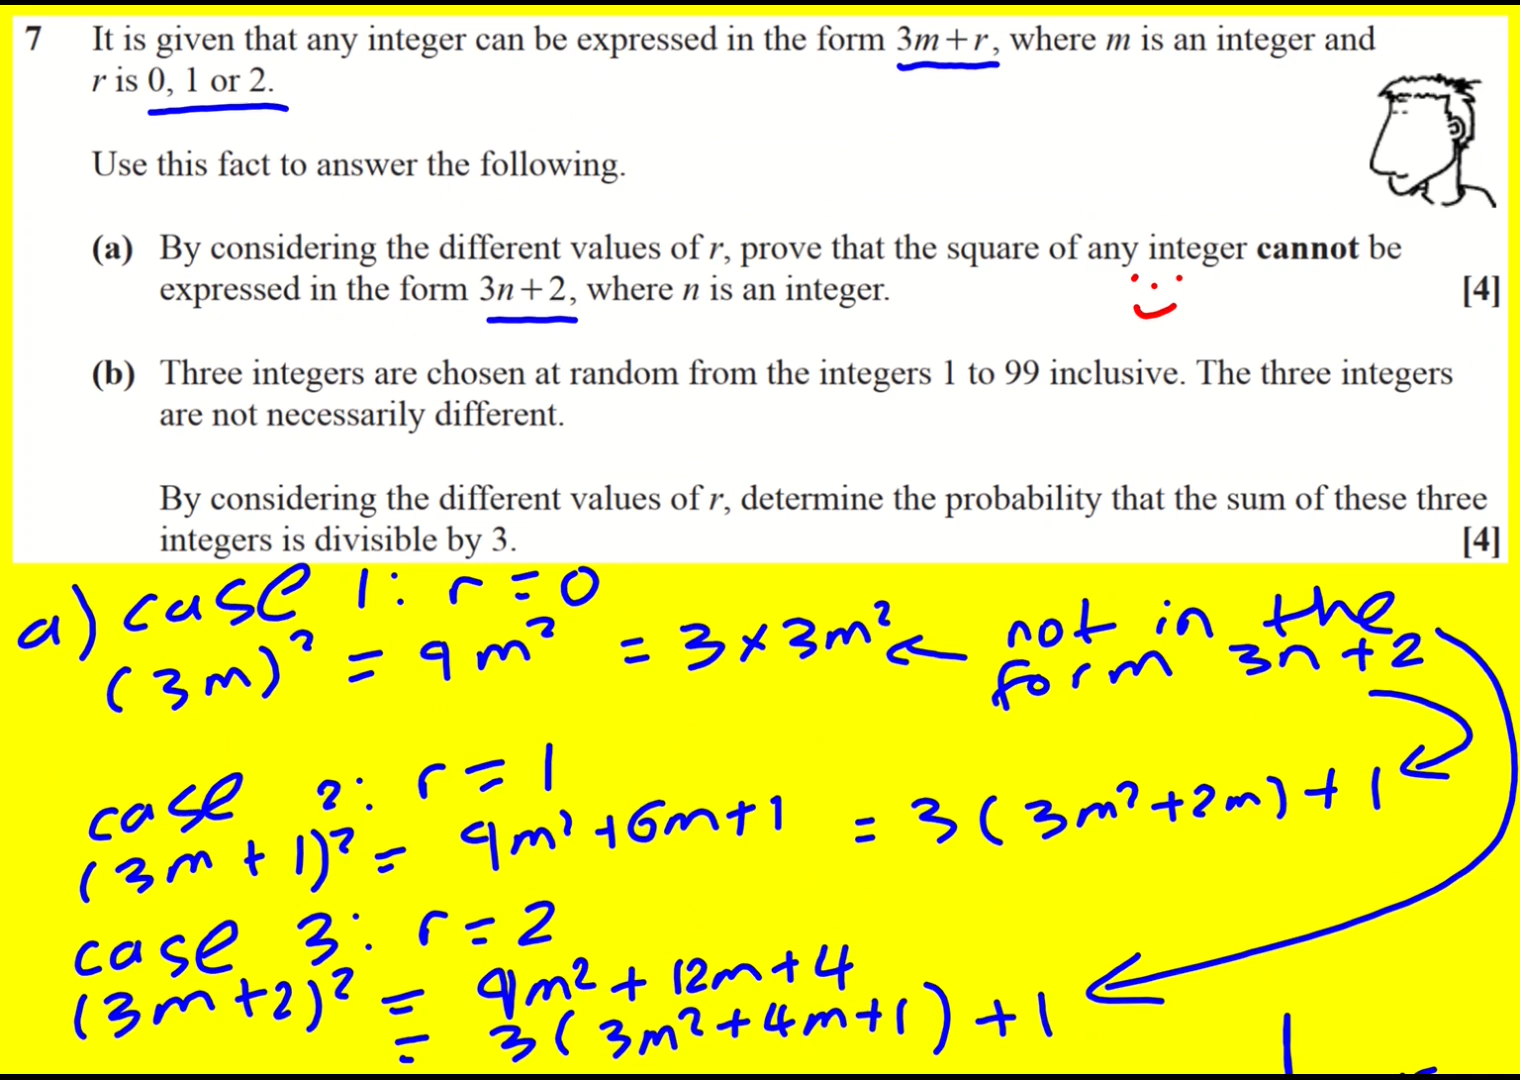 7 It is given that any integer can be expressed in the form 3m+r, where m is an integer and
r is 0, 1 or 2.
Use this fact to answer the following.
(a) By considering the different values of r, prove that the square of any integer cannot be
expressed in the form 3n+2, where n is an integer. [4]
(b) Three integers are chosen at random from the integers 1 to 99 inclusive. The three integers
are not necessarily different.
By considering the different values of r, determine the probability that the sum of these three
integers is divisible by 3. [4]
a) case 1: r=0
(3m)² = 9m² = 3×3m² ← not in the
form 3n+2
case 2: r=1
(3m+1)² = 9m²+6m+1 = 3(3m²+2m)+1
case 3: r=2
(3m+2)² = 9m²+12m+4
= 3(3m²+4m+1)+1